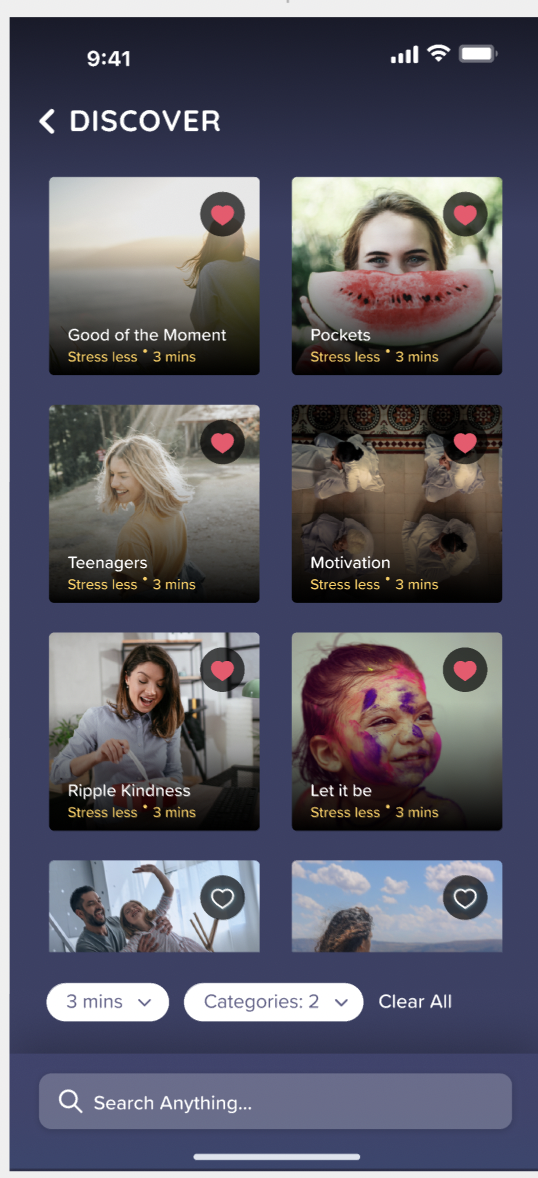 9:41
DISCOVER
Good of the Moment
Stress less • 3 mins
Pockets
Stress less • 3 mins
Teenagers
Stress less • 3 mins
Motivation
Stress less • 3 mins
Ripple Kindness
Stress less • 3 mins
Let it be
Stress less • 3 mins
3 mins
Categories: 2
Clear All
Search Anything...